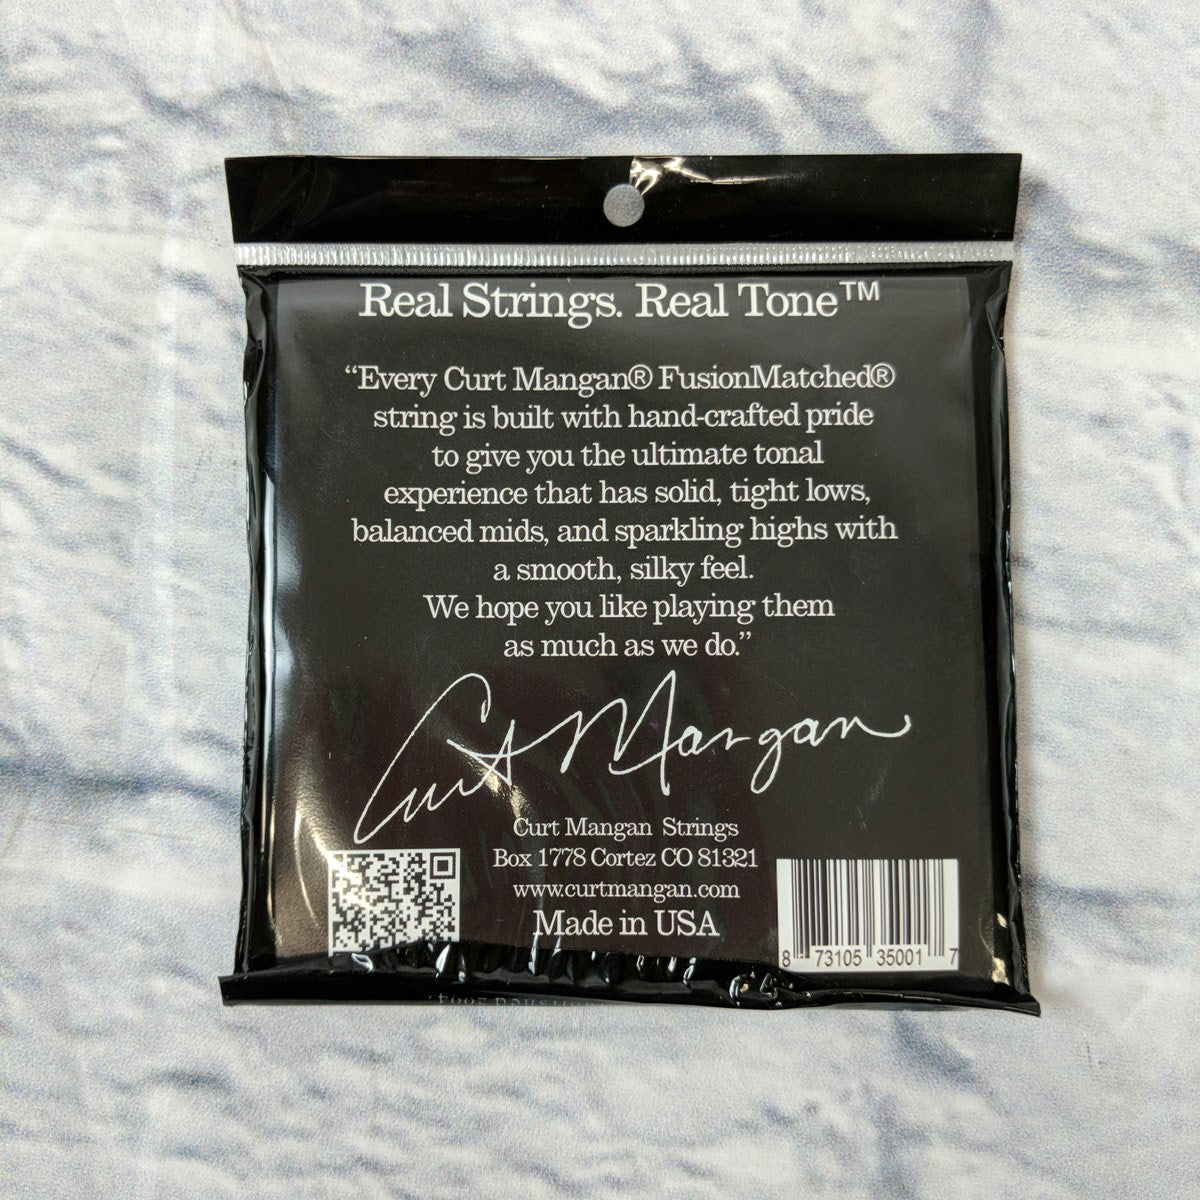 Real Strings. Real Tone™
“Every Curt Mangan® FusionMatched®
string is built with hand-crafted pride
to give you the ultimate tonal
experience that has solid, tight lows,
balanced mids, and sparkling highs with
a smooth, silky feel.
We hope you like playing them
as much as we do.”
Curt Mangan
Curt Mangan Strings
Box 1778 Cortez CO 81321
www.curtmangan.com
Made in USA
8 73105 35001 7